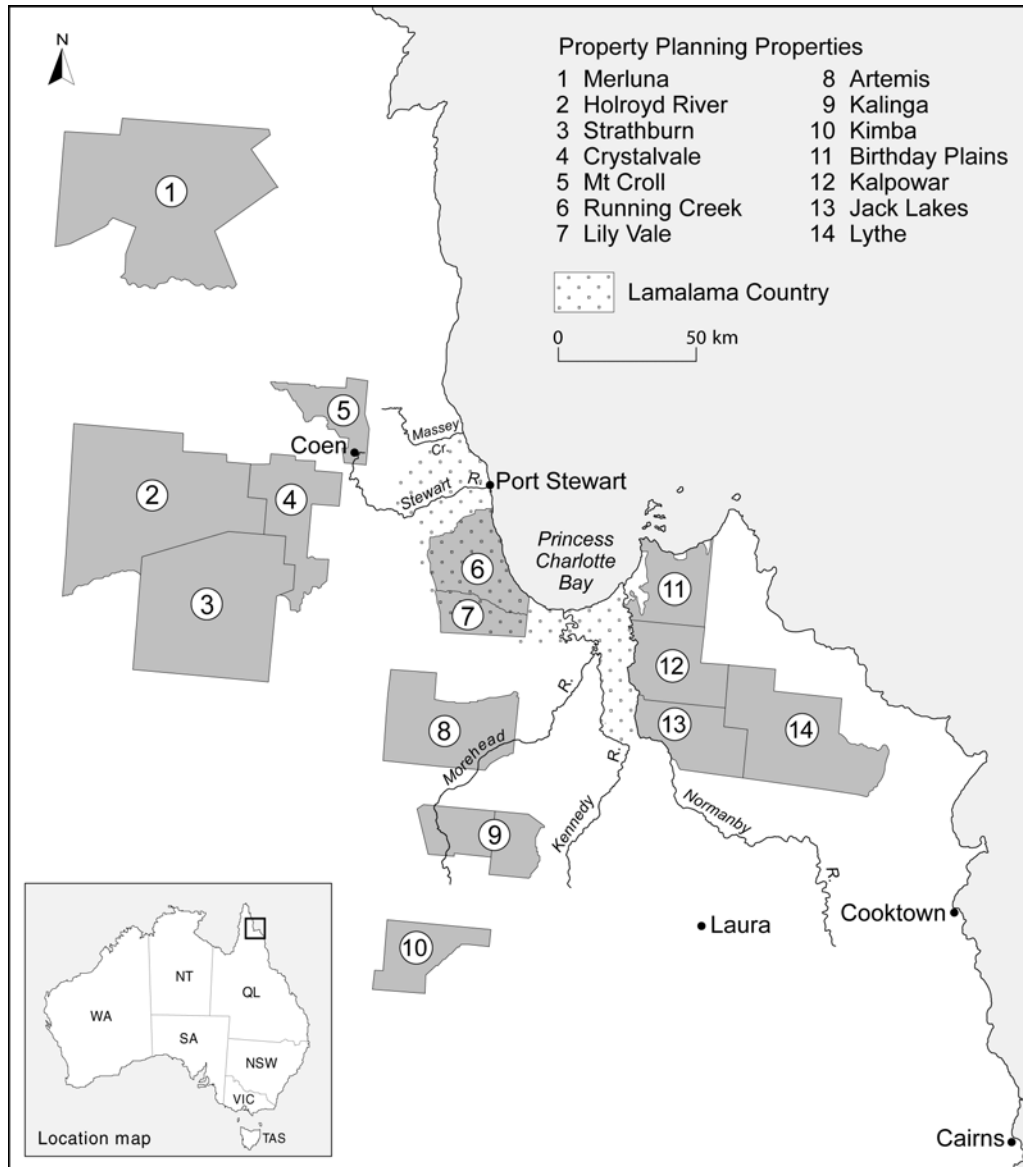 N
Property Planning Properties
1 Merluna
2 Holroyd River
3 Strathburn
4 Crystalvale
5 Mt Croll
6 Running Creek
7 Lily Vale
8 Artemis
9 Kalinga
10 Kimba
11 Birthday Plains
12 Kalpowar
13 Jack Lakes
14 Lythe
Lamalama Country
0 50 km
1
5
Coen
Massey
Cr.
2
4
Stewart R.
Port Stewart
Princess
Charlotte
Bay
3
6
7
11
12
13
14
8
R.
Morehead
R.
Kennedy
Normanby
R.
9
10
Laura
Cooktown
Cairns
WA
NT
QL
SA
NSW
VIC
TAS
Location map